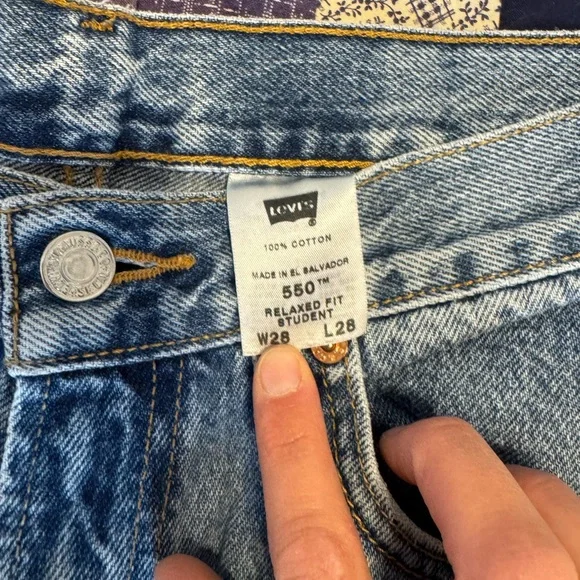 Levi's
®
100% COTTON
MADE IN EL SALVADOR
550™
RELAXED FIT
STUDENT
W28 L28